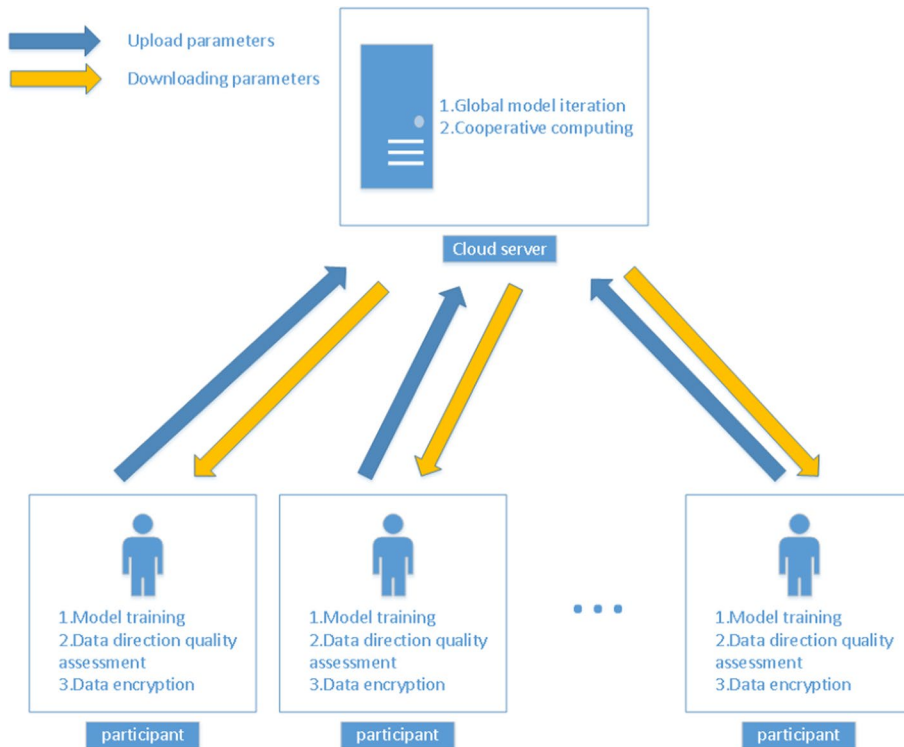 Upload parameters
Downloading parameters
1.Global model iteration
2.Cooperative computing
Cloud server
1.Model training
2.Data direction quality
assessment
3.Data encryption
participant
1.Model training
2.Data direction quality
assessment
3.Data encryption
participant
...
1.Model training
2.Data direction quality
assessment
3.Data encryption
participant